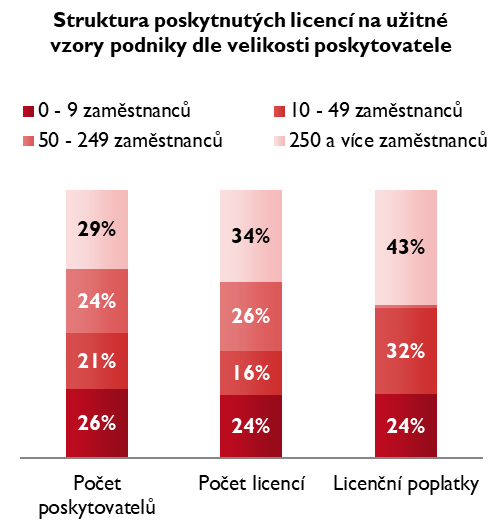 Struktura poskytnutých licencí na užitné
vzory podniky dle velikosti poskytovatele
0 - 9 zaměstnanců
10 - 49 zaměstnanců
50 - 249 zaměstnanců
250 a více zaměstnanců
29%
34%
43%
24%
26%
32%
21%
16%
26%
24%
24%
Počet
poskytovatelů
Počet licencí
Licenční poplatky